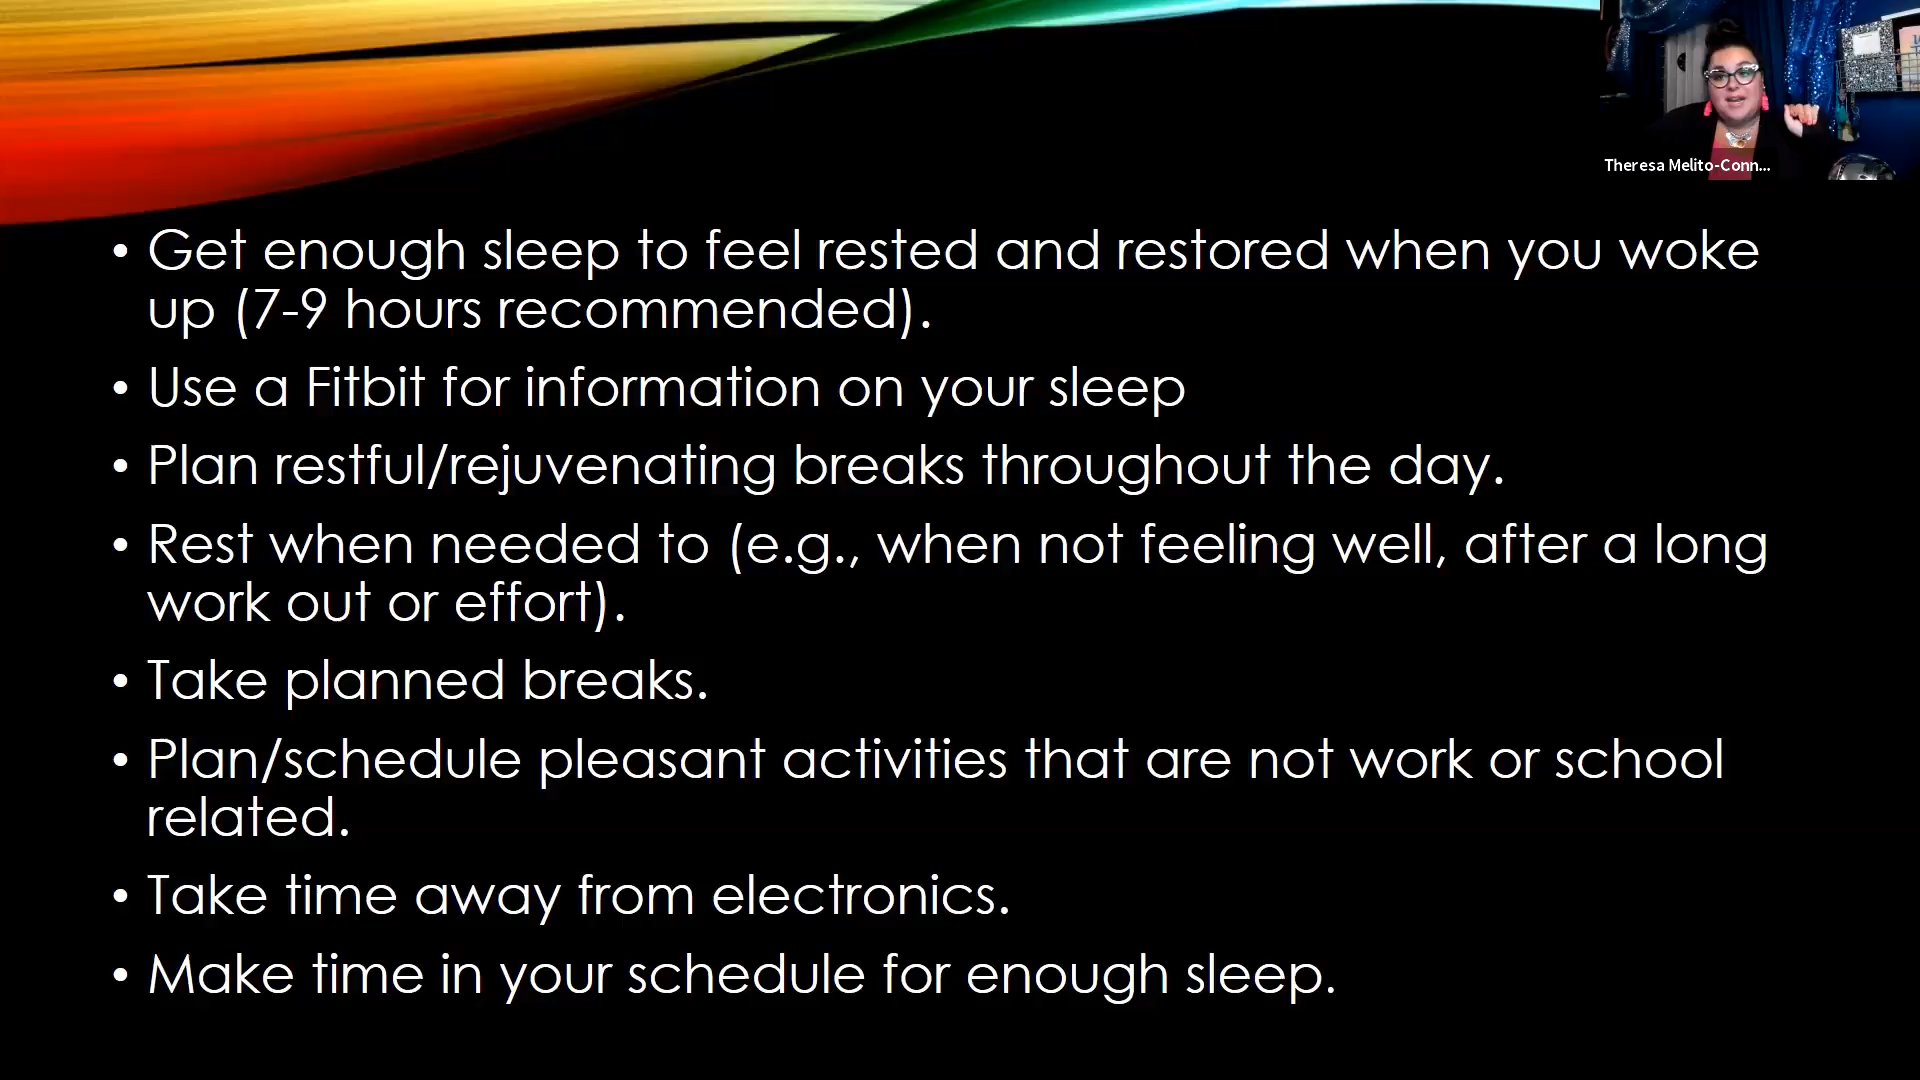 Theresa Melito-Conn...
• Get enough sleep to feel rested and restored when you woke
up (7-9 hours recommended).
• Use a Fitbit for information on your sleep
• Plan restful/rejuvenating breaks throughout the day.
• Rest when needed to (e.g., when not feeling well, after a long
work out or effort).
• Take planned breaks.
• Plan/schedule pleasant activities that are not work or school
related.
• Take time away from electronics.
• Make time in your schedule for enough sleep.